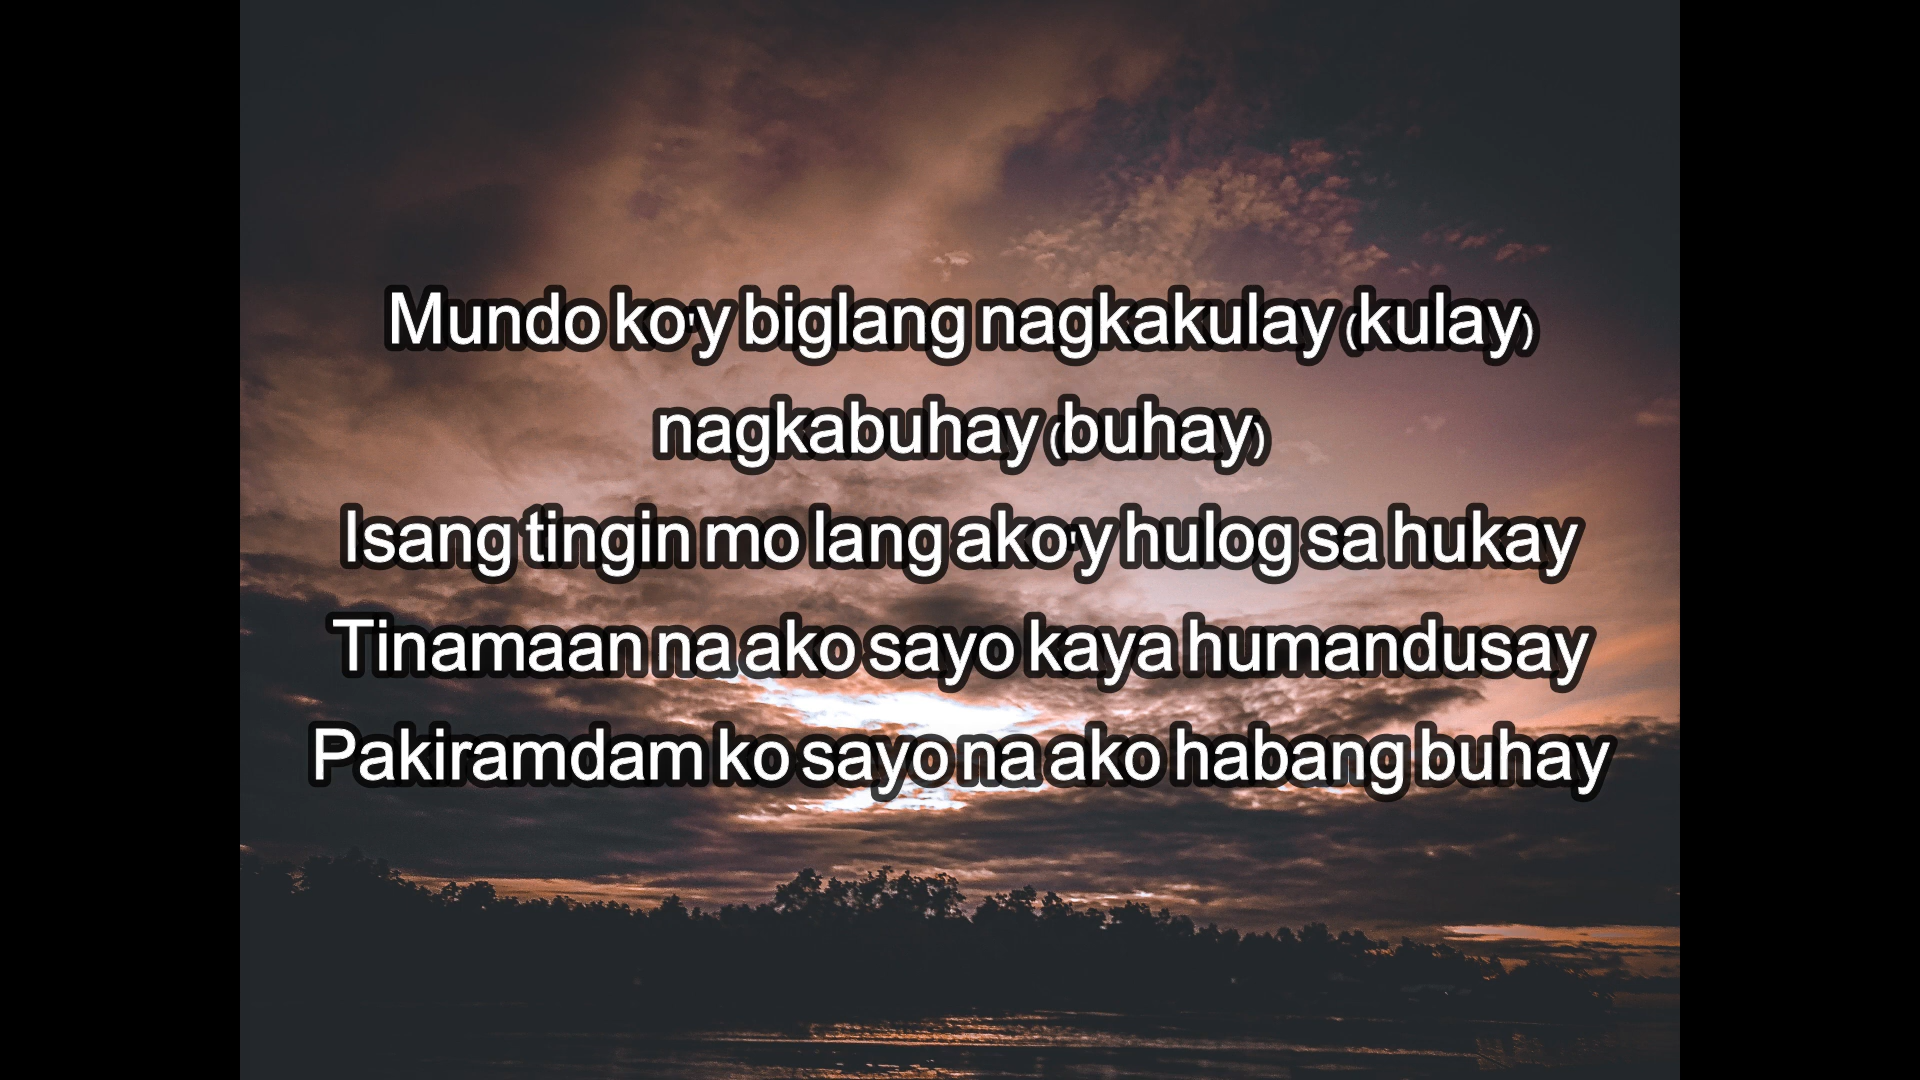 Mundo ko'y biglang nagkakulay (kulay)
nagkabuhay (buhay)
Isang tingin mo lang ako'y hulog sa hukay
Tinamaan na ako sayo kaya humandusay
Pakiramdam ko sayo na ako habang buhay